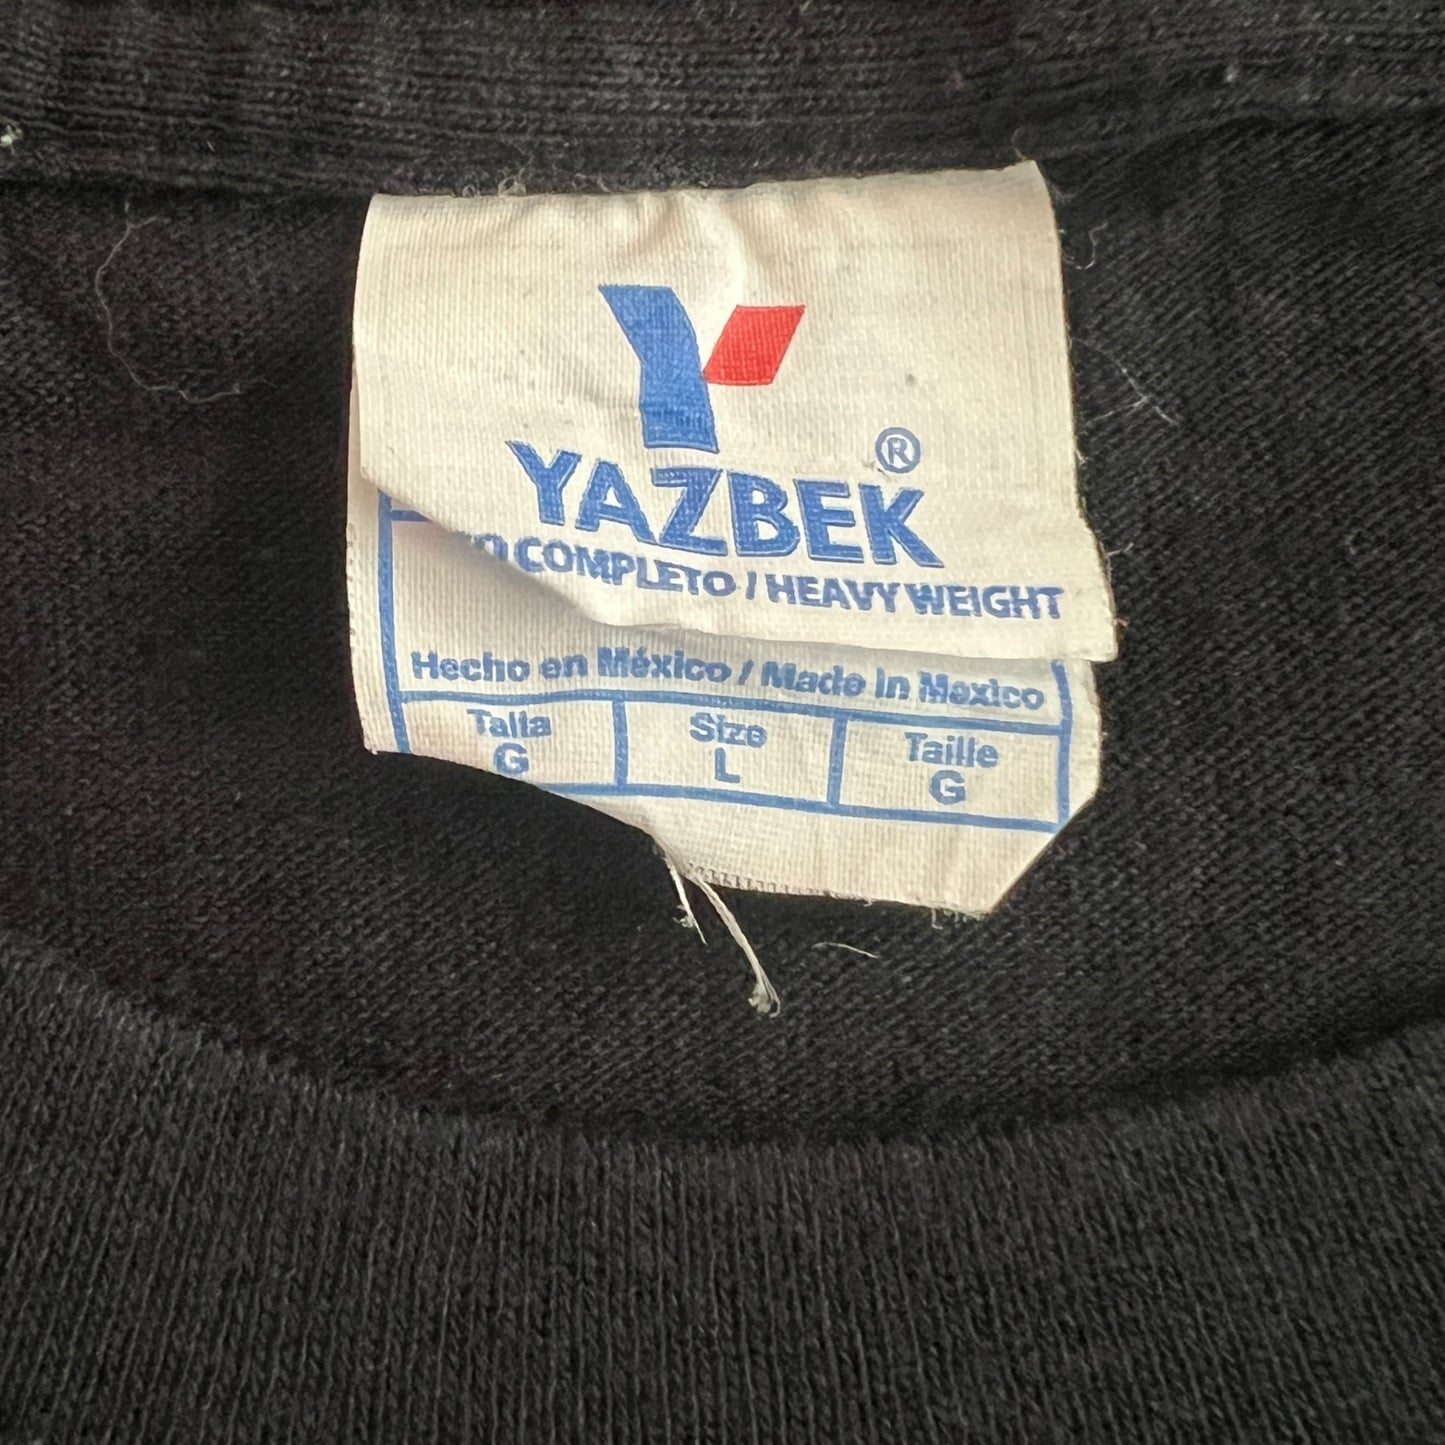 YAZBEK®
COMPLETO / HEAVY WEIGHT
Hecho en México / Made in Mexico
Talla Size Taille
G L G